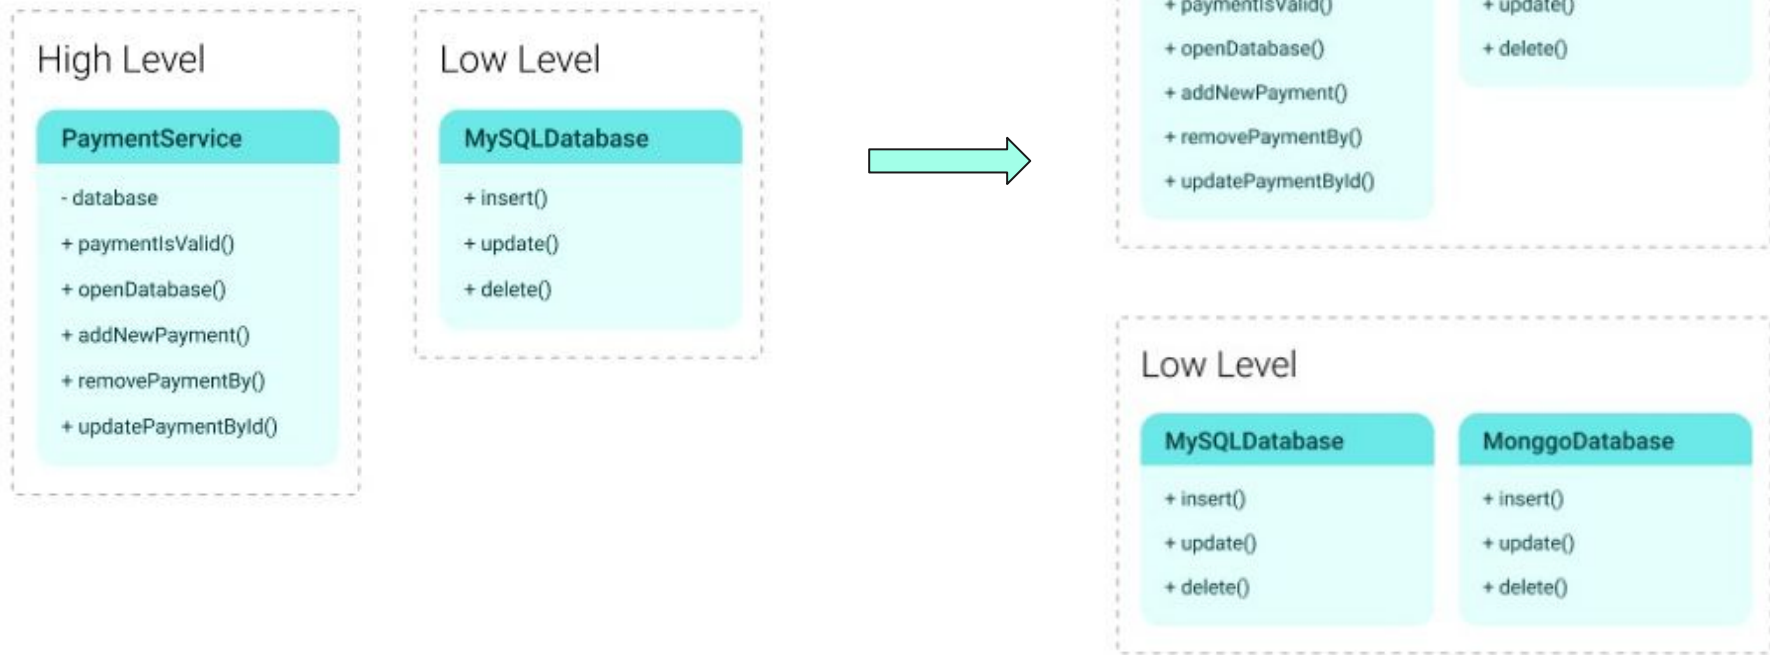 High Level
PaymentService
- database
+ paymentIsValid()
+ openDatabase()
+ addNewPayment()
+ removePaymentBy()
+ updatePaymentById()
Low Level
MySQLDatabase
+ insert()
+ update()
+ delete()
+ paymentIsValid()
+ openDatabase()
+ addNewPayment()
+ removePaymentBy()
+ updatePaymentById()
+ update()
+ delete()
Low Level
MySQLDatabase
+ insert()
+ update()
+ delete()
MonggoDatabase
+ insert()
+ update()
+ delete()